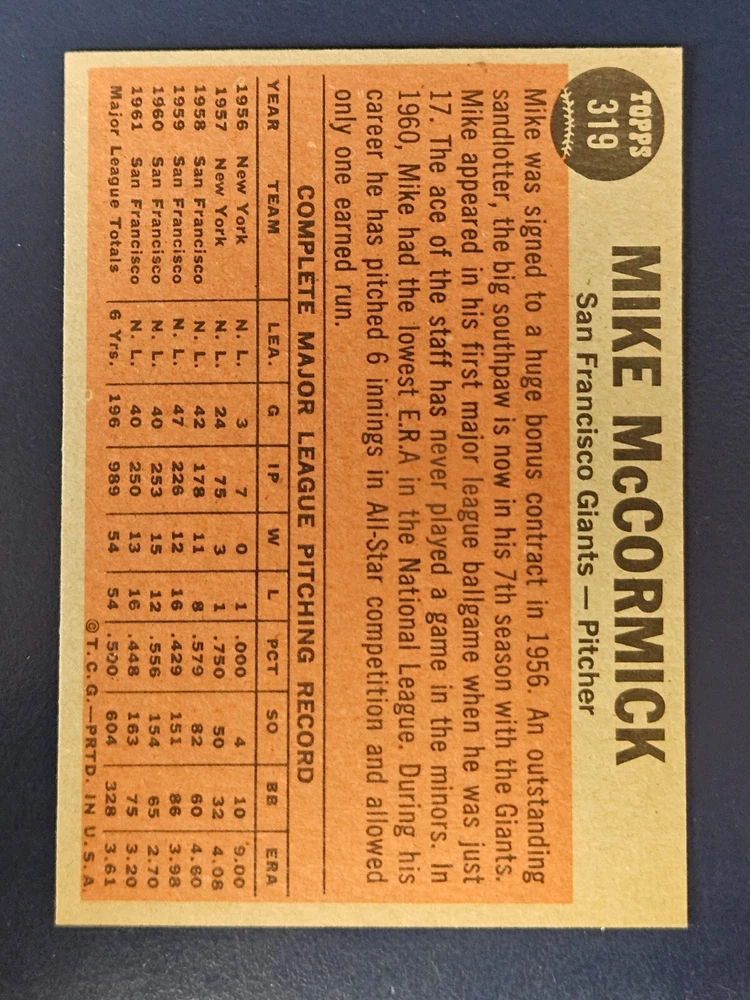 TOPPS
319
MIKE McCORMICK
San Francisco Giants — Pitcher
Mike was signed to a huge bonus contract in 1956. An outstanding
sandlotter, the big southpaw is now in his 7th season with the Giants.
Mike appeared in his first major league ballgame when he was just
17. The ace of the staff has never played a game in the minors. In
1960, Mike had the lowest E.R.A in the National League. During his
career he has pitched 6 innings in All-Star competition and allowed
only one earned run.
COMPLETE MAJOR LEAGUE PITCHING RECORD
YEAR TEAM LEA. G IP W L PCT SO BB ERA
1956 New York N. L. 3 7 0 1 .000 4 10 9.00
1957 New York N. L. 24 75 3 1 .750 50 32 4.08
1958 San Francisco N. L. 42 178 11 8 .579 82 60 4.60
1959 San Francisco N. L. 47 226 12 16 .429 151 86 3.98
1960 San Francisco N. L. 40 253 15 12 .556 154 65 2.70
1961 San Francisco N. L. 40 250 13 16 .448 163 75 3.20
Major League Totals 6 Yrs. 196 989 54 54 .500 604 328 3.61
©T.C.G.—PRTD. IN U.S.A.